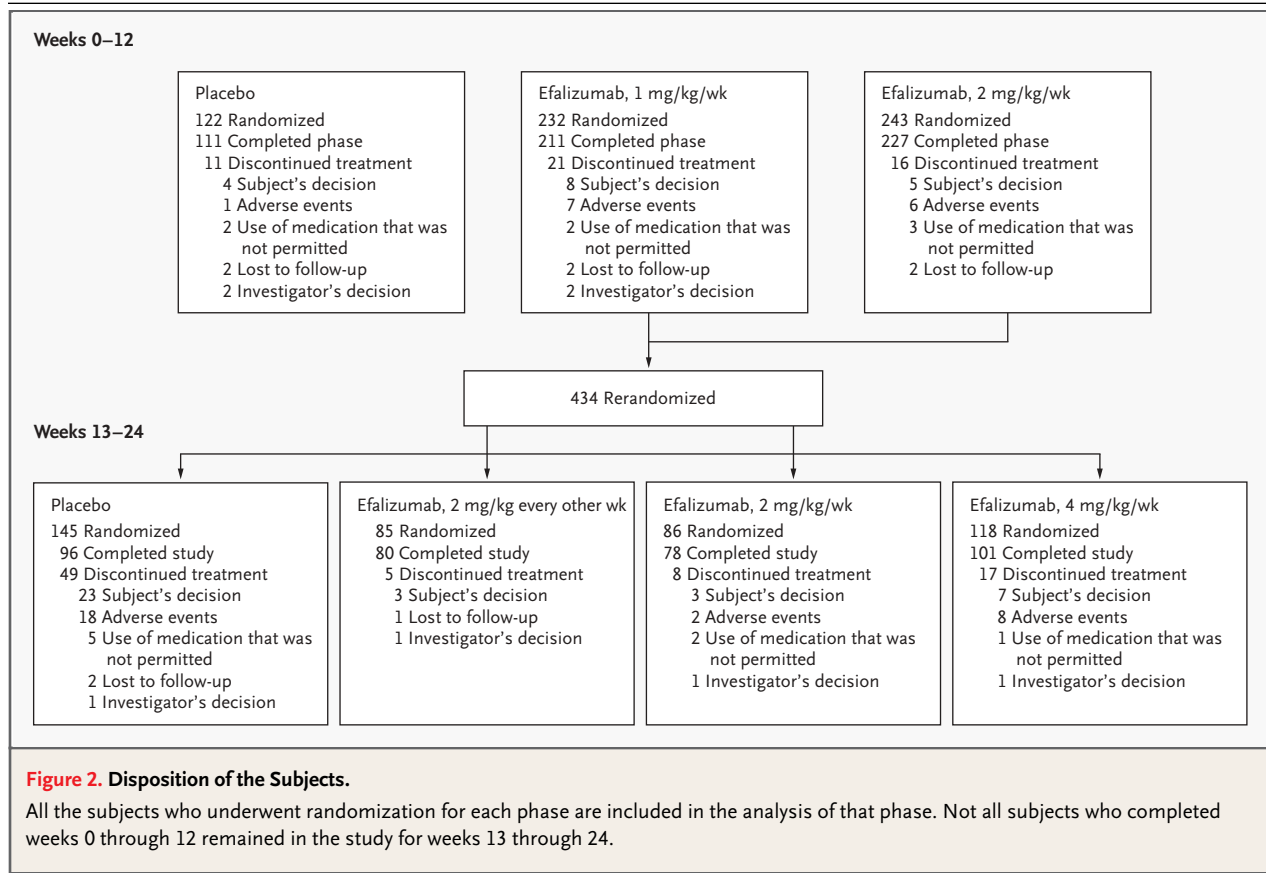 Weeks 0–12
Placebo
122 Randomized
111 Completed phase
11 Discontinued treatment
4 Subject's decision
1 Adverse events
2 Use of medication that was
not permitted
2 Lost to follow-up
2 Investigator's decision
Efalizumab, 1 mg/kg/wk
232 Randomized
211 Completed phase
21 Discontinued treatment
8 Subject's decision
7 Adverse events
2 Use of medication that was
not permitted
2 Lost to follow-up
2 Investigator's decision
Efalizumab, 2 mg/kg/wk
243 Randomized
227 Completed phase
16 Discontinued treatment
5 Subject's decision
6 Adverse events
3 Use of medication that was
not permitted
2 Lost to follow-up
434 Rerandomized
Weeks 13–24
Placebo
145 Randomized
96 Completed study
49 Discontinued treatment
23 Subject's decision
18 Adverse events
5 Use of medication that was
not permitted
2 Lost to follow-up
1 Investigator's decision
Efalizumab, 2 mg/kg every other wk
85 Randomized
80 Completed study
5 Discontinued treatment
3 Subject's decision
1 Lost to follow-up
1 Investigator's decision
Efalizumab, 2 mg/kg/wk
86 Randomized
78 Completed study
8 Discontinued treatment
3 Subject's decision
2 Adverse events
2 Use of medication that was
not permitted
1 Investigator's decision
Efalizumab, 4 mg/kg/wk
118 Randomized
101 Completed study
17 Discontinued treatment
7 Subject's decision
8 Adverse events
1 Use of medication that was
not permitted
1 Investigator's decision
Figure 2. Disposition of the Subjects.
All the subjects who underwent randomization for each phase are included in the analysis of that phase. Not all subjects who completed
weeks 0 through 12 remained in the study for weeks 13 through 24.